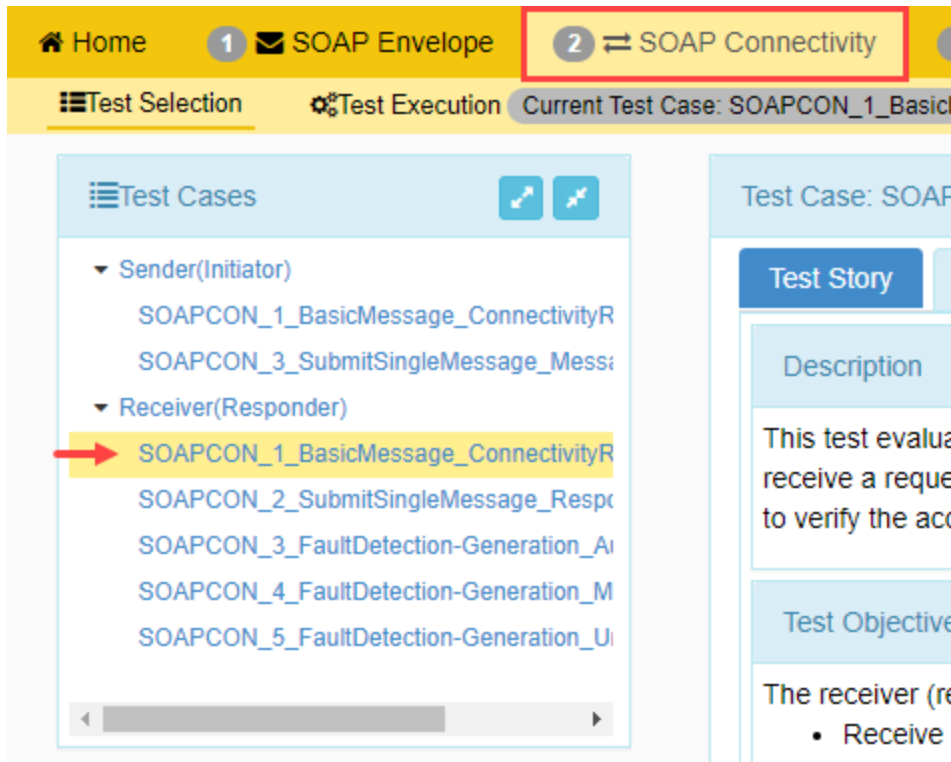 Home 1 SOAP Envelope 2 SOAP Connectivity
Test Selection Test Execution Current Test Case: SOAPCON_1_Basic
Test Cases
Sender(Initiator)
SOAPCON_1_BasicMessage_ConnectivityR
SOAPCON_3_SubmitSingleMessage_Messa
Receiver(Responder)
SOAPCON_1_BasicMessage_ConnectivityR
SOAPCON_2_SubmitSingleMessage_Respo
SOAPCON_3_FaultDetection-Generation_A
SOAPCON_4_FaultDetection-Generation_M
SOAPCON_5_FaultDetection-Generation_U
Test Case: SOAP
Test Story
Description
This test evalua
receive a reque
to verify the acc
Test Objective
The receiver (re
• Receive